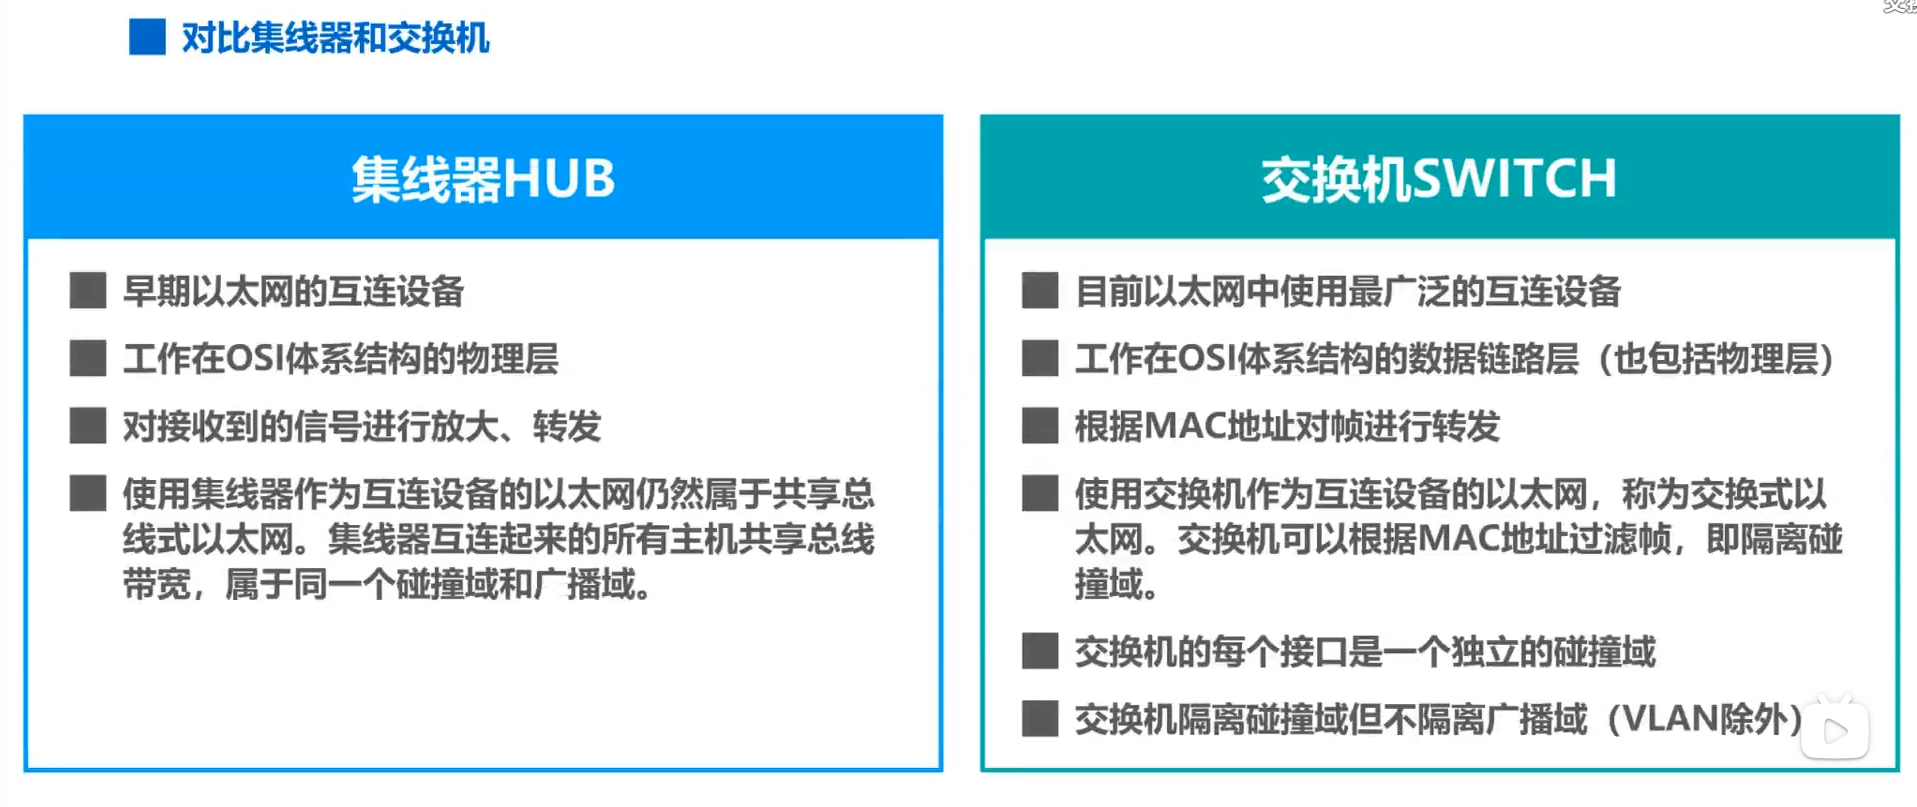 对比集线器和交换机
集线器HUB
早期以太网的互连设备
工作在OSI体系结构的物理层
对接收到的信号进行放大、转发
使用集线器作为互连设备的以太网仍然属于共享总
线式以太网。集线器互连起来的所有主机共享总线
带宽，属于同一个碰撞域和广播域。
交换机SWITCH
目前以太网中使用最广泛的互连设备
工作在OSI体系结构的数据链路层（也包括物理层）
根据MAC地址对帧进行转发
使用交换机作为互连设备的以太网，称为交换式以
太网。交换机可以根据MAC地址过滤帧，即隔离碰
撞域。
交换机的每个接口是一个独立的碰撞域
交换机隔离碰撞域但不隔离广播域（VLAN除外）